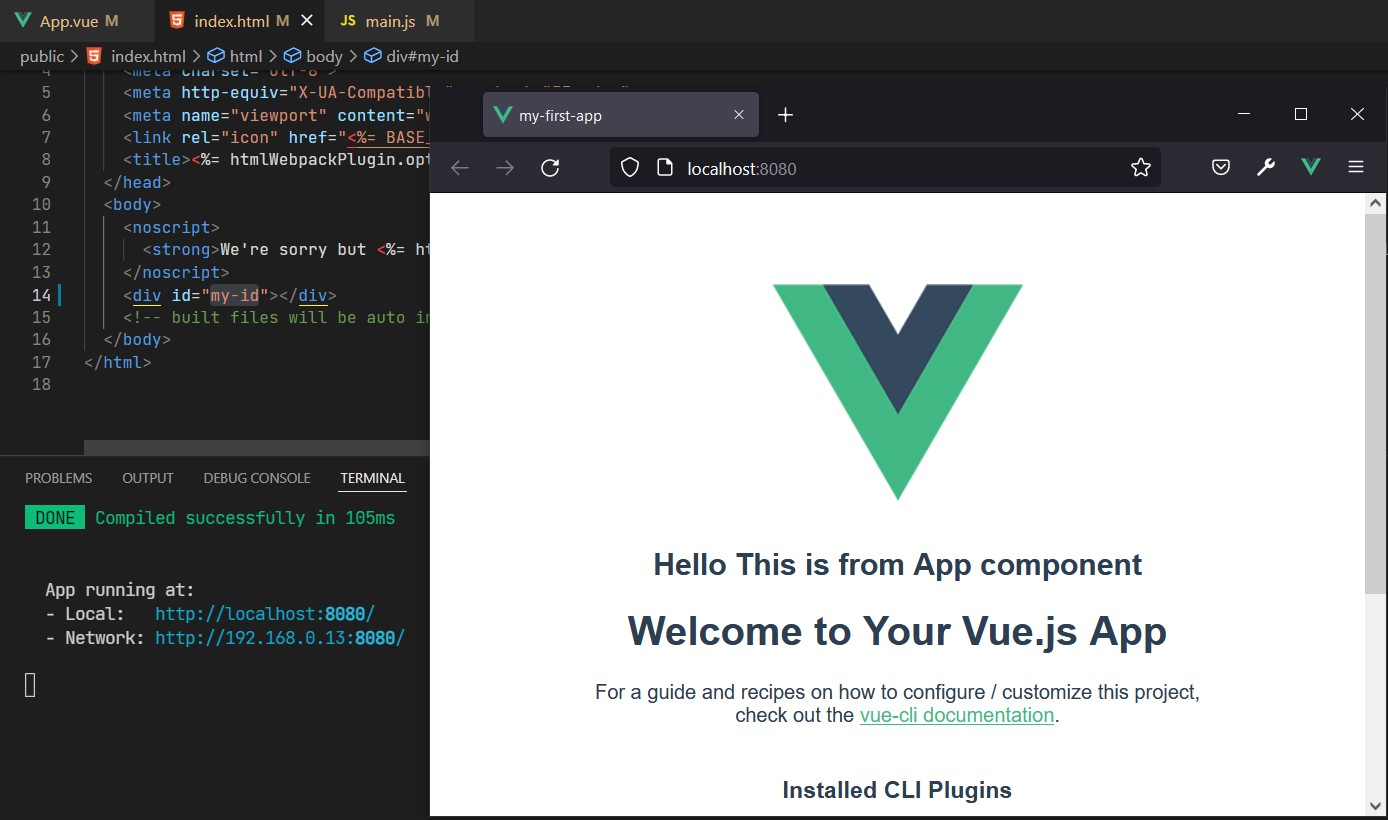 App.vue M
index.html M
JS main.js M
public > index.html > html > body > div#my-id
4 <meta charset="utf-8">
5 <meta http-equiv="X-UA-Compatibl
6 <meta name="viewport" content="w
7 <link rel="icon" href="<%= BASE_
8 <title><%= htmlWebpackPlugin.opt
9 </head>
10 <body>
11 <noscript>
12 <strong>We're sorry but <%= ht
13 </noscript>
14 <div id="my-id"></div>
15 <!-- built files will be auto in
16 </body>
17 </html>
18
PROBLEMS OUTPUT DEBUG CONSOLE TERMINAL
DONE Compiled successfully in 105ms
App running at:
- Local: http://localhost:8080/
- Network: http://192.168.0.13:8080/
my-first-app
localhost:8080
Hello This is from App component
Welcome to Your Vue.js App
For a guide and recipes on how to configure / customize this project,
check out the vue-cli documentation.
Installed CLI Plugins